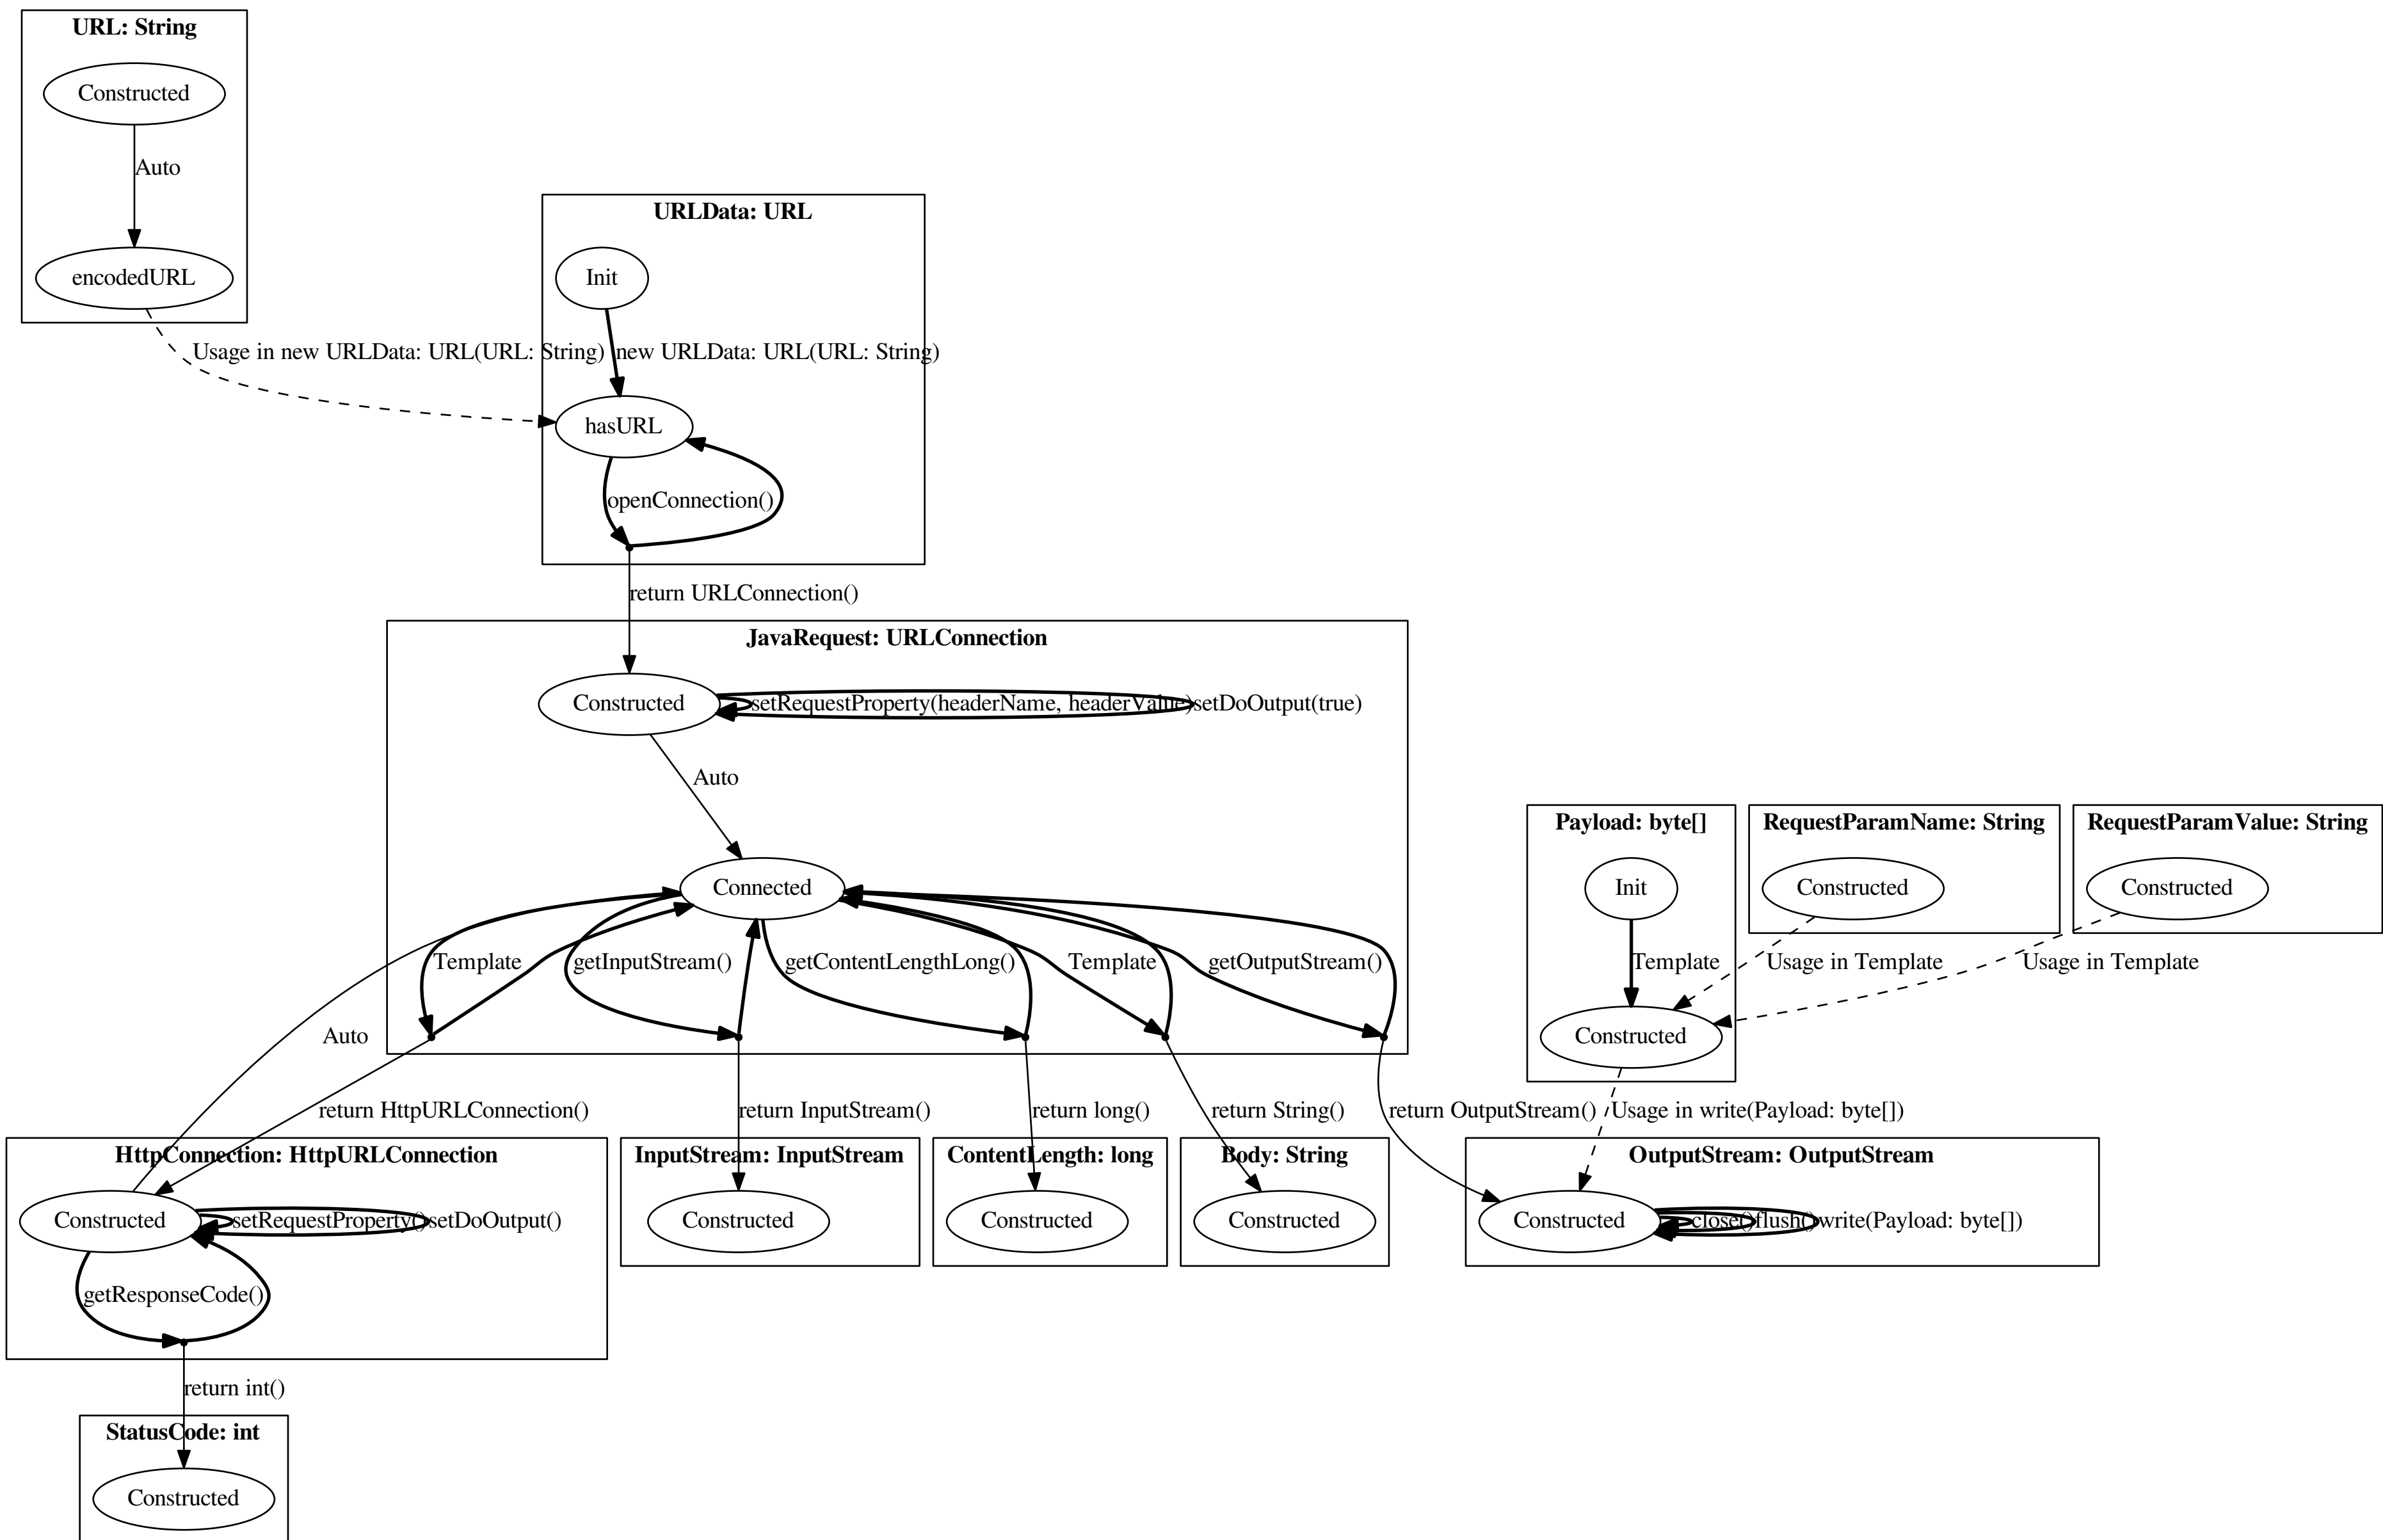 URL: String
Constructed
Auto
encodedURL
Usage in new URLData: URL(URL: String)
URLData: URL
Init
new URLData: URL(URL: String)
hasURL
openConnection()
return URLConnection()
JavaRequest: URLConnection
Constructed
setRequestProperty(headerName, headerValue)
setDoOutput(true)
Auto
Connected
Template
getInputStream()
getContentLengthLong()
Template
getOutputStream()
Payload: byte[]
Init
Template
Constructed
RequestParamName: String
Constructed
Usage in Template
RequestParamValue: String
Constructed
Usage in Template
Auto
return HttpURLConnection()
return InputStream()
return long()
return String()
return OutputStream()
Usage in write(Payload: byte[])
HttpConnection: HttpURLConnection
Constructed
setRequestProperty()
setDoOutput()
getResponseCode()
InputStream: InputStream
Constructed
ContentLength: long
Constructed
Body: String
Constructed
OutputStream: OutputStream
Constructed
close()
flush()
write(Payload: byte[])
return int()
StatusCode: int
Constructed